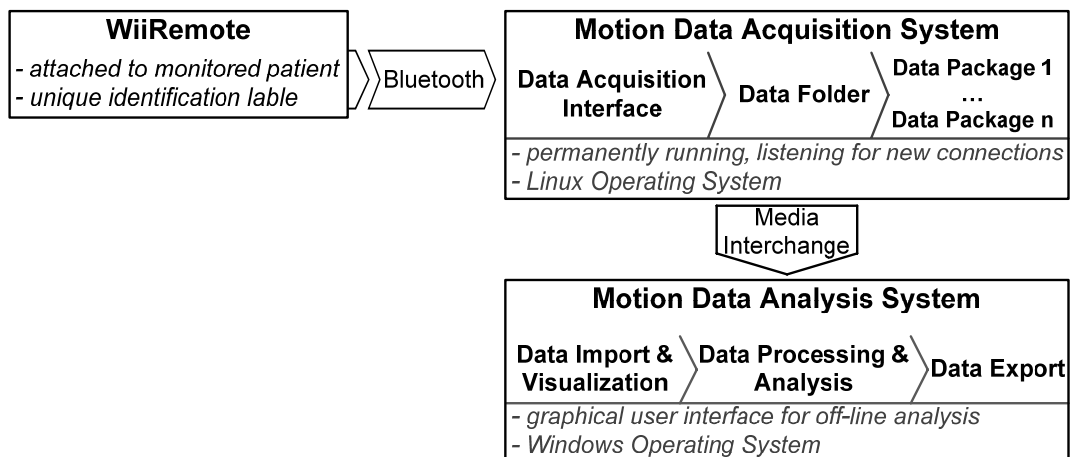 WiiRemote
- attached to monitored patient
- unique identification lable
Bluetooth
Motion Data Acquisition System
Data Acquisition
Interface
Data Folder
Data Package 1
...
Data Package n
- permanently running, listening for new connections
- Linux Operating System
Media
Interchange
Motion Data Analysis System
Data Import &
Visualization
Data Processing &
Analysis
Data Export
- graphical user interface for off-line analysis
- Windows Operating System